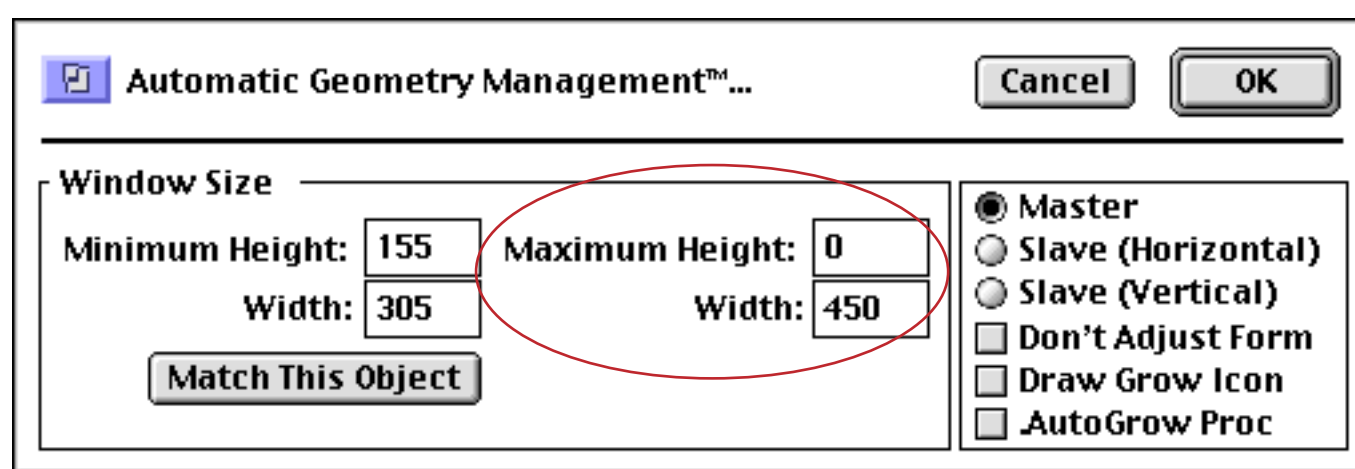 Automatic Geometry Management™...
Cancel
OK
Window Size
Minimum Height: 155
Maximum Height: 0
Width: 305
Width: 450
Match This Object
Master
Slave (Horizontal)
Slave (Vertical)
Don't Adjust Form
Draw Grow Icon
.AutoGrow Proc